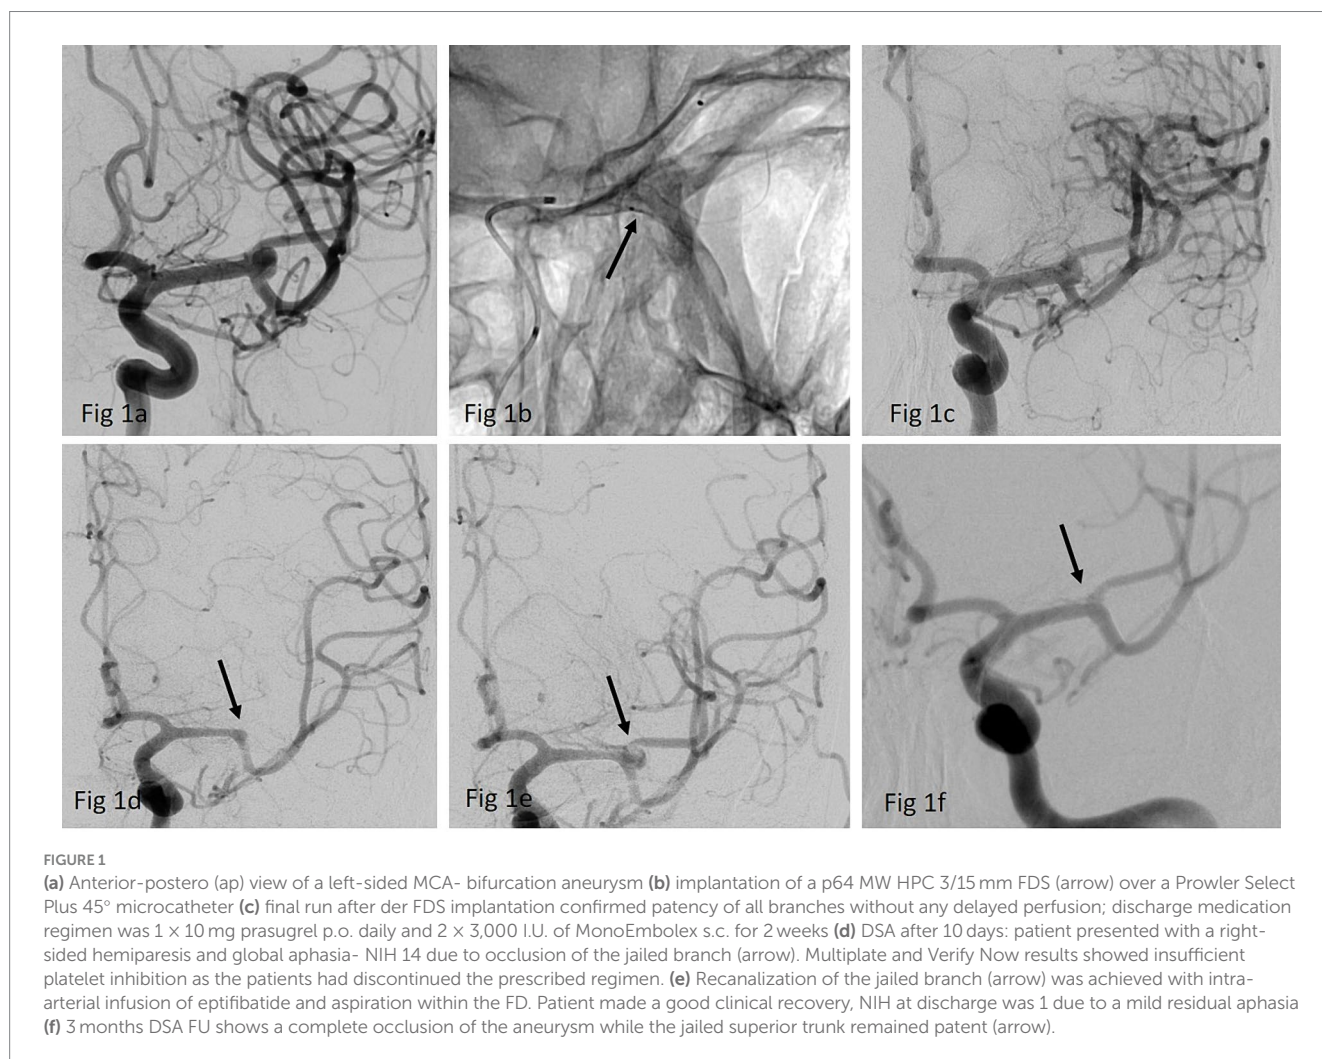 Fig 1a
Fig 1b
Fig 1c
Fig 1d
Fig 1e
Fig 1f
FIGURE 1
(a) Anterior-postero (ap) view of a left-sided MCA- bifurcation aneurysm (b) implantation of a p64 MW HPC 3/15 mm FDS (arrow) over a Prowler Select
Plus 45° microcatheter (c) final run after der FDS implantation confirmed patency of all branches without any delayed perfusion; discharge medication
regimen was 1 × 10 mg prasugrel p.o. daily and 2 × 3,000 I.U. of MonoEmbolex s.c. for 2 weeks (d) DSA after 10 days: patient presented with a right-
sided hemiparesis and global aphasia- NIH 14 due to occlusion of the jailed branch (arrow). Multiplate and Verify Now results showed insufficient
platelet inhibition as the patients had discontinued the prescribed regimen. (e) Recanalization of the jailed branch (arrow) was achieved with intra-
arterial infusion of eptifibatide and aspiration within the FD. Patient made a good clinical recovery, NIH at discharge was 1 due to a mild residual aphasia
(f) 3 months DSA FU shows a complete occlusion of the aneurysm while the jailed superior trunk remained patent (arrow).